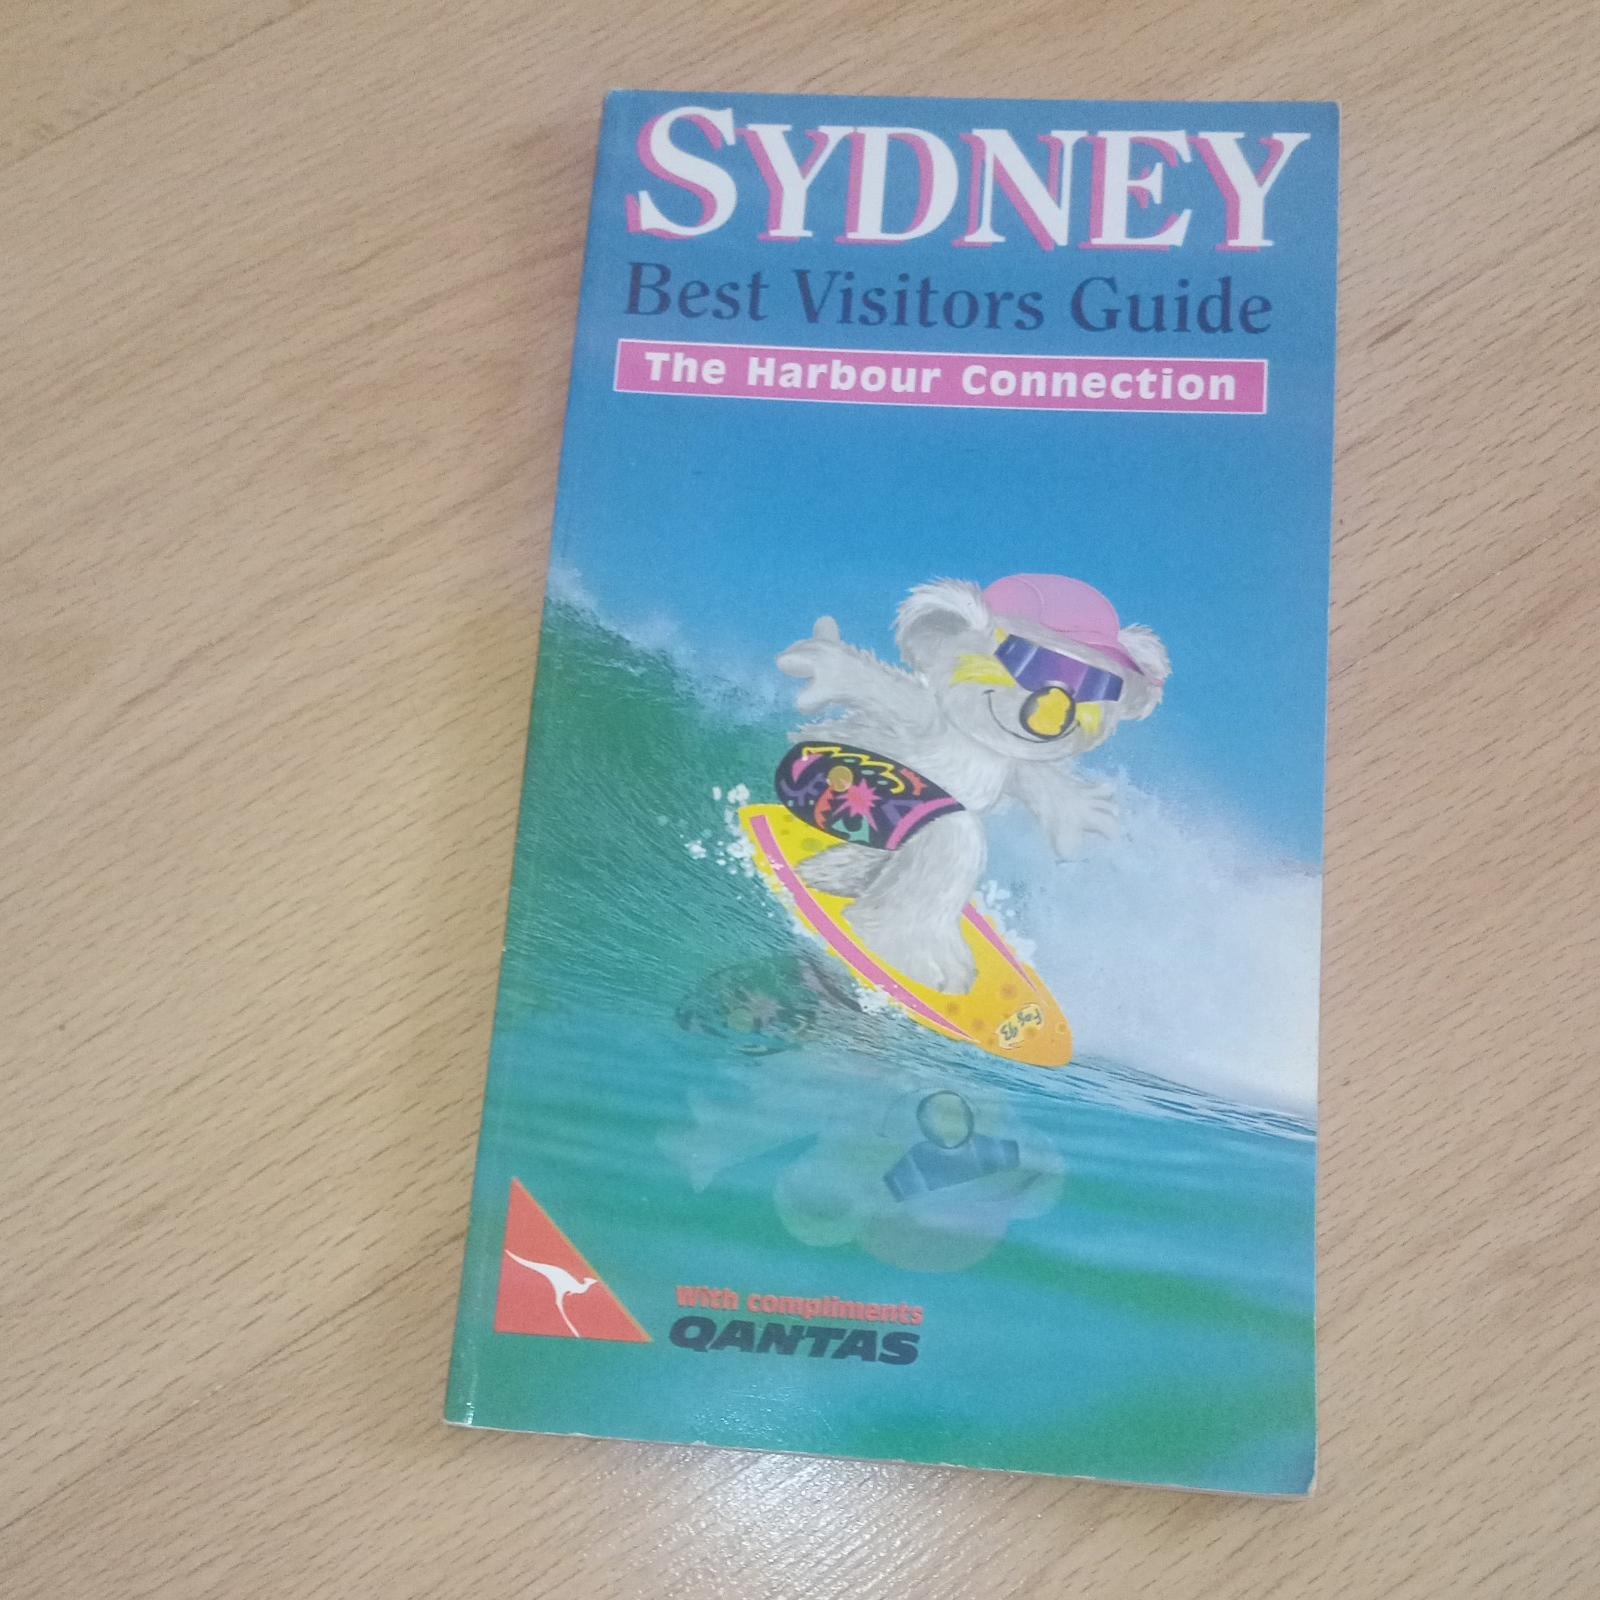 SYDNEY
Best Visitors Guide
The Harbour Connection
With compliments
QANTAS